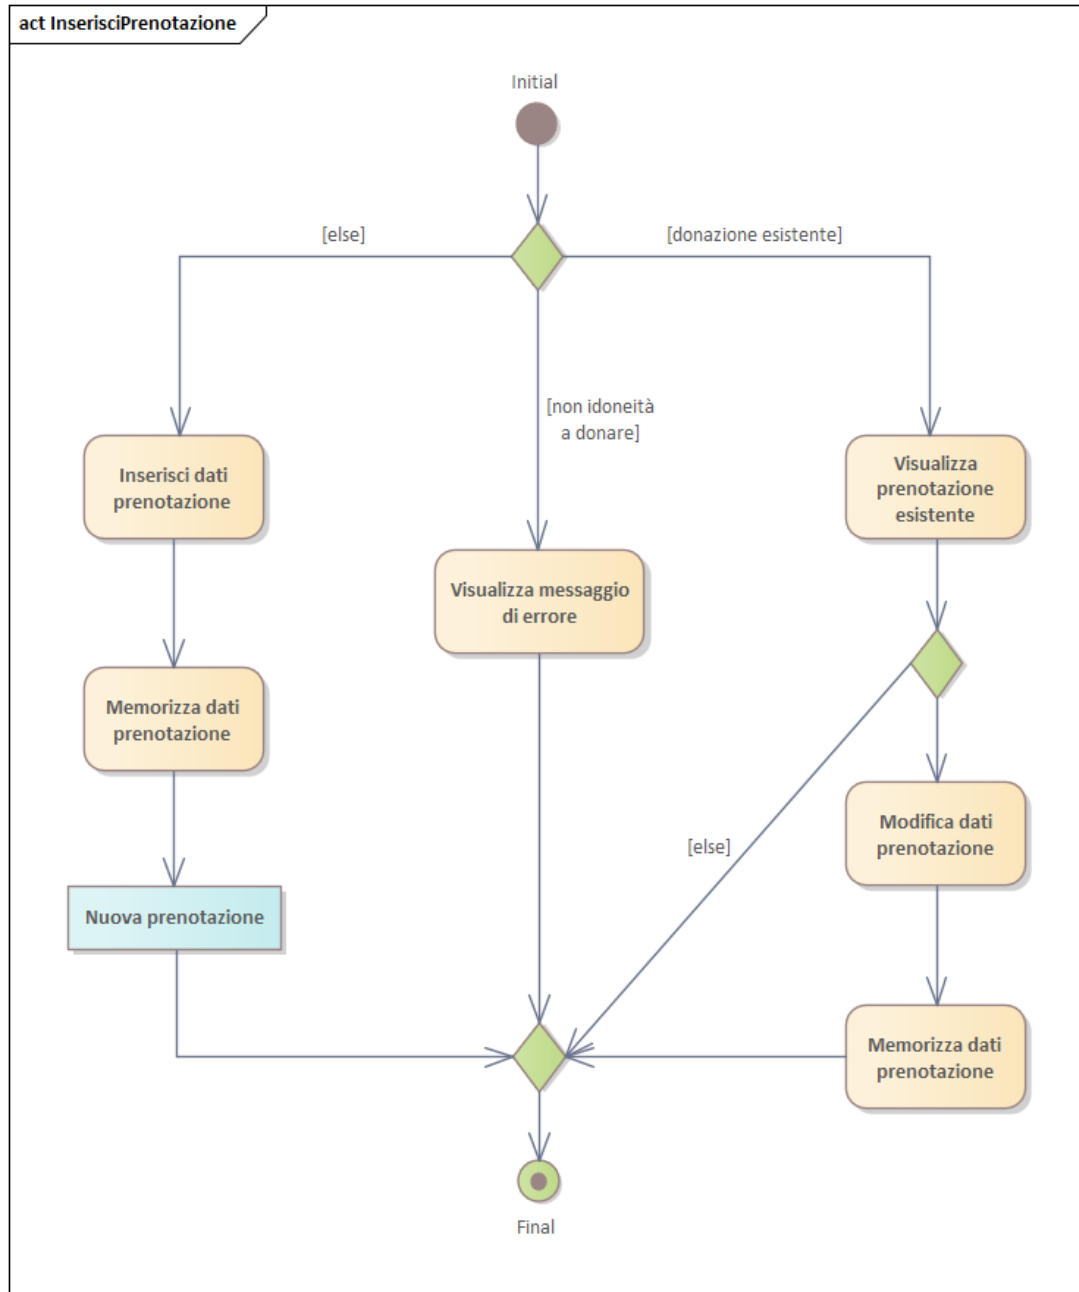 act InserisciPrenotazione
Initial
[else]
[donazione esistente]
[non idoneità
a donare]
Inserisci dati
prenotazione
Visualizza
prenotazione
esistente
Visualizza messaggio
di errore
Memorizza dati
prenotazione
Modifica dati
prenotazione
[else]
Nuova prenotazione
Memorizza dati
prenotazione
Final